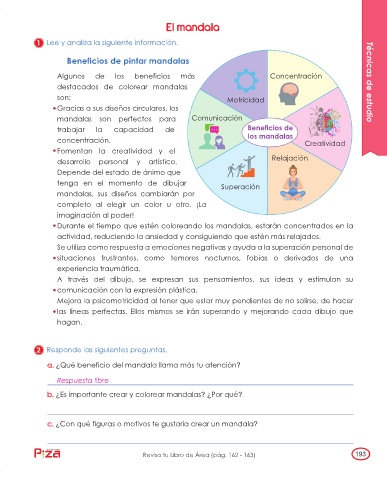 El mandala
1 Lee y analiza la siguiente información.
Técnicas de estudio
Beneficios de pintar mandalas
Algunos de los beneficios más
destacados de colorear mandalas
son:
•Gracias a sus diseños circulares, los
mandalas son perfectos para
trabajar la capacidad de
concentración.
•Fomentan la creatividad y el
desarrollo personal y artístico.
Depende del estado de ánimo que
tenga en el momento de dibujar
mandalas, sus diseños cambiarán por
completo al elegir un color u otro. ¡La
imaginación al poder!
Concentración
Motricidad
Comunicación
Beneficios de
los mandalas
Creatividad
Relajación
Superación
•Durante el tiempo que estén coloreando los mandalas, estarán concentrados en la
actividad, reduciendo la ansiedad y consiguiendo que estén más relajados.
Se utiliza como respuesta a emociones negativas y ayuda a la superación personal de
•situaciones frustrantes, como temores nocturnos, fobias o derivados de una
experiencia traumática.
A través del dibujo, se expresan sus pensamientos, sus ideas y estimulan su
•comunicación con la expresión plástica.
Mejora la psicomotricidad al tener que estar muy pendientes de no salirse, de hacer
•las líneas perfectas. Ellos mismos se irán superando y mejorando cada dibujo que
hagan.
2 Responde las siguientes preguntas.
a. ¿Qué beneficio del mandala llama más tu atención?
Respuesta libre
b. ¿Es importante crear y colorear mandalas? ¿Por qué?
c. ¿Con qué figuras o motivos te gustaría crear un mandala?
Pizza
Revisa tu Libro de Área (pág. 162 - 163)
193